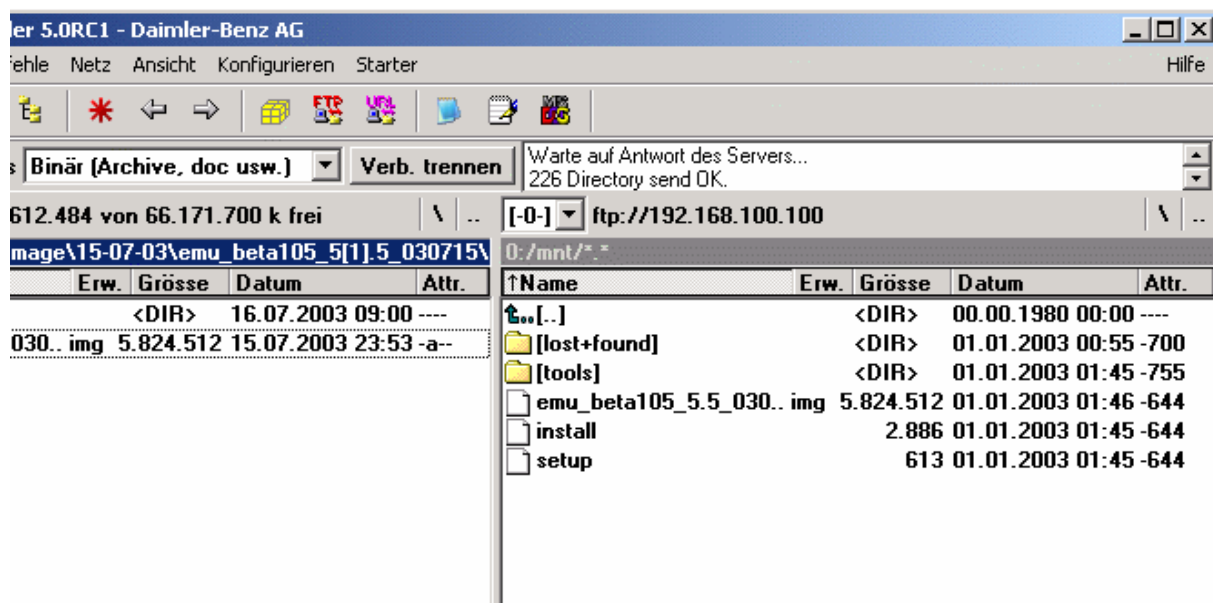 ler 5.0RC1 - Daimler-Benz AG
fehle Netz Ansicht Konfigurieren Starter Hilfe
FTP URL
s Binär (Archive, doc usw.) Verb. trennen Warte auf Antwort des Servers...
226 Directory send OK.
612.484 von 66.171.700 k frei \ .. [-0-] ftp://192.168.100.100 \ ..
mage\15-07-03\emu_beta105_5[1].5_030715\ 0:/mnt/*.*
Erw. Grösse Datum Attr. ↑Name Erw. Grösse Datum Attr.
<DIR> 16.07.2003 09:00 ---- [..] <DIR> 00.00.1980 00:00 ----
030.. img 5.824.512 15.07.2003 23:53 -a-- [lost+found] <DIR> 01.01.2003 00:55 -700
[tools] <DIR> 01.01.2003 01:45 -755
emu_beta105_5.5_030.. img 5.824.512 01.01.2003 01:46 -644
install 2.886 01.01.2003 01:45 -644
setup 613 01.01.2003 01:45 -644